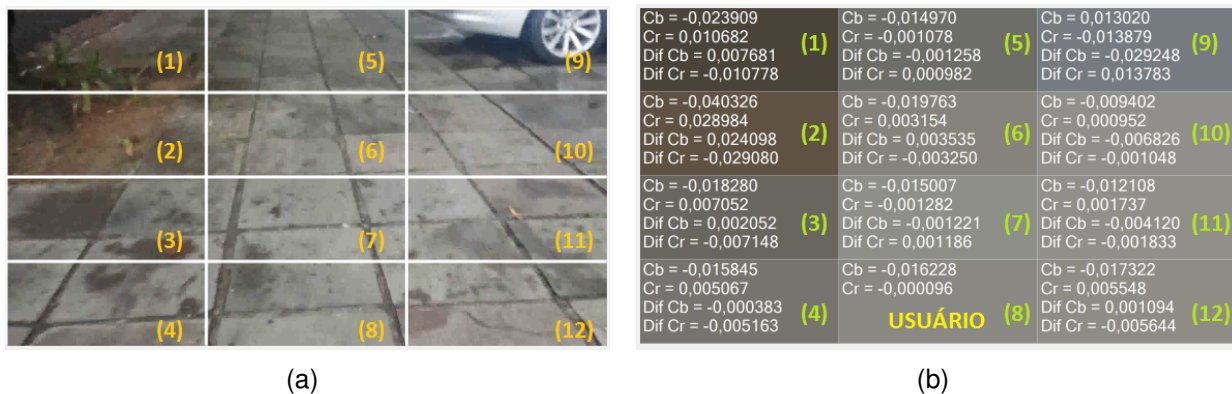 (1)
(5)
(9)
(2)
(6)
(10)
(3)
(7)
(11)
(4)
(8)
(12)
(a)
Cb = -0,023909
Cr = 0,010682
Dif Cb = 0,007681
Dif Cr = -0,010778
(1)
Cb = -0,014970
Cr = -0,001078
Dif Cb = -0,001258
Dif Cr = 0,000982
(5)
Cb = 0,013020
Cr = -0,013879
Dif Cb = -0,029248
Dif Cr = 0,013783
(9)
Cb = -0,040326
Cr = 0,028984
Dif Cb = 0,024098
Dif Cr = -0,029080
(2)
Cb = -0,019763
Cr = 0,003154
Dif Cb = 0,003535
Dif Cr = -0,003250
(6)
Cb = -0,009402
Cr = 0,000952
Dif Cb = -0,006826
Dif Cr = -0,001048
(10)
Cb = -0,018280
Cr = 0,007052
Dif Cb = 0,002052
Dif Cr = -0,007148
(3)
Cb = -0,015007
Cr = -0,001282
Dif Cb = -0,001221
Dif Cr = 0,001186
(7)
Cb = -0,012108
Cr = 0,001737
Dif Cb = -0,004120
Dif Cr = -0,001833
(11)
Cb = -0,015845
Cr = 0,005067
Dif Cb = -0,000383
Dif Cr = -0,005163
(4)
Cb = -0,016228
Cr = -0,000096
USUÁRIO (8)
Cb = -0,017322
Cr = 0,005548
Dif Cb = 0,001094
Dif Cr = -0,005644
(12)
(b)